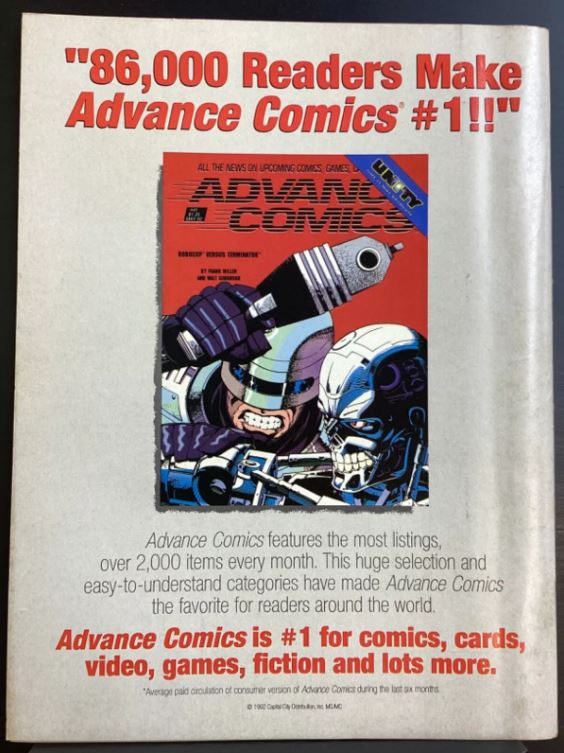 "86,000 Readers Make
Advance Comics® #1!!"
ALL THE NEWS ON UPCOMING COMICS, GAMES,
UNITY
ADVANC
COMICS
ROBOCOP VERSUS TERMINATOR
BY FRANK MILLER
AND WALT SIMONSON
Advance Comics features the most listings,
over 2,000 items every month. This huge selection and
easy-to-understand categories have made Advance Comics
the favorite for readers around the world.
Advance Comics is #1 for comics, cards,
video, games, fiction and lots more.
*Average paid circulation of consumer version of Advance Comics during the last six months.
© 1992 Capital City Distribution, Inc.